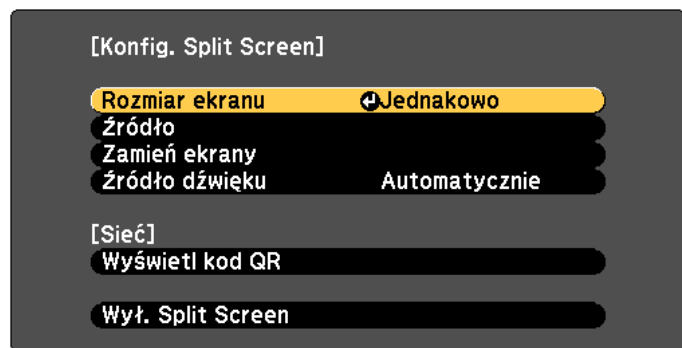 [Konfig. Split Screen]
Rozmiar ekranu Jednakowo
Źródło
Zamień ekrany
Źródło dźwięku Automatycznie
[Sieć]
Wyświetl kod QR
Wył. Split Screen